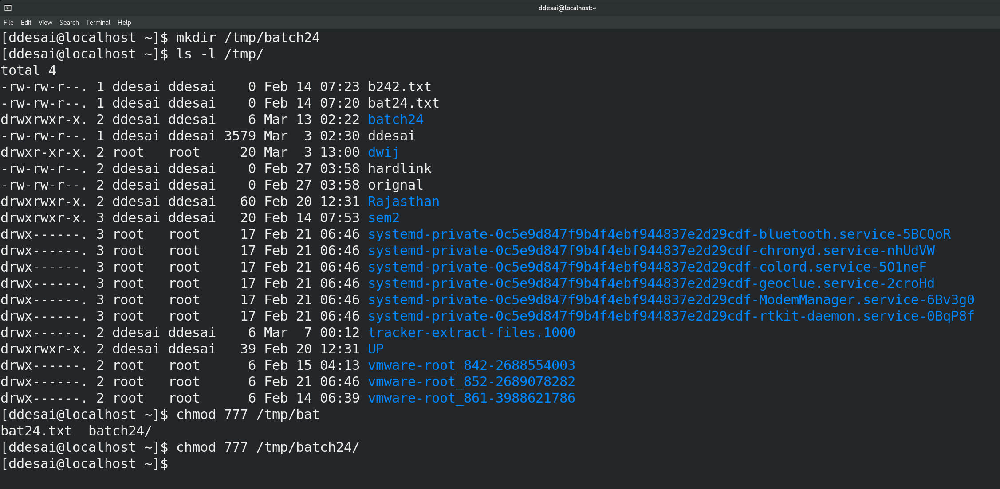 ddesai@localhost:~
File Edit View Search Terminal Help
[ddesai@localhost ~]$ mkdir /tmp/batch24
[ddesai@localhost ~]$ ls -l /tmp/
total 4
-rw-rw-r--. 1 ddesai ddesai    0 Feb 14 07:23 b242.txt
-rw-rw-r--. 1 ddesai ddesai    0 Feb 14 07:20 bat24.txt
drwxrwxr-x. 2 ddesai ddesai    6 Mar 13 02:22 batch24
-rw-rw-r--. 1 ddesai ddesai 3579 Mar  3 02:30 ddesai
drwxr-xr-x. 2 root   root     20 Mar  3 13:00 dwij
-rw-rw-r--. 2 ddesai ddesai    0 Feb 27 03:58 hardlink
-rw-rw-r--. 2 ddesai ddesai    0 Feb 27 03:58 orignal
drwxrwxr-x. 2 ddesai ddesai   60 Feb 20 12:31 Rajasthan
drwxrwxr-x. 3 ddesai ddesai   20 Feb 14 07:53 sem2
drwx------. 3 root   root     17 Feb 21 06:46 systemd-private-0c5e9d847f9b4f4ebf944837e2d29cdf-bluetooth.service-5BCQoR
drwx------. 3 root   root     17 Feb 21 06:46 systemd-private-0c5e9d847f9b4f4ebf944837e2d29cdf-chronyd.service-nhUdVW
drwx------. 3 root   root     17 Feb 21 06:46 systemd-private-0c5e9d847f9b4f4ebf944837e2d29cdf-colord.service-5O1neF
drwx------. 3 root   root     17 Feb 21 06:46 systemd-private-0c5e9d847f9b4f4ebf944837e2d29cdf-geoclue.service-2croHd
drwx------. 3 root   root     17 Feb 21 06:46 systemd-private-0c5e9d847f9b4f4ebf944837e2d29cdf-ModemManager.service-6Bv3g0
drwx------. 3 root   root     17 Feb 21 06:46 systemd-private-0c5e9d847f9b4f4ebf944837e2d29cdf-rtkit-daemon.service-0BqP8f
drwx------. 2 ddesai ddesai    6 Mar  7 00:12 tracker-extract-files.1000
drwxrwxr-x. 2 ddesai ddesai   39 Feb 20 12:31 UP
drwx------. 2 root   root      6 Feb 15 04:13 vmware-root_842-2688554003
drwx------. 2 root   root      6 Feb 21 06:46 vmware-root_852-2689078282
drwx------. 2 root   root      6 Feb 14 06:39 vmware-root_861-3988621786
[ddesai@localhost ~]$ chmod 777 /tmp/bat
bat24.txt  batch24/
[ddesai@localhost ~]$ chmod 777 /tmp/batch24/
[ddesai@localhost ~]$